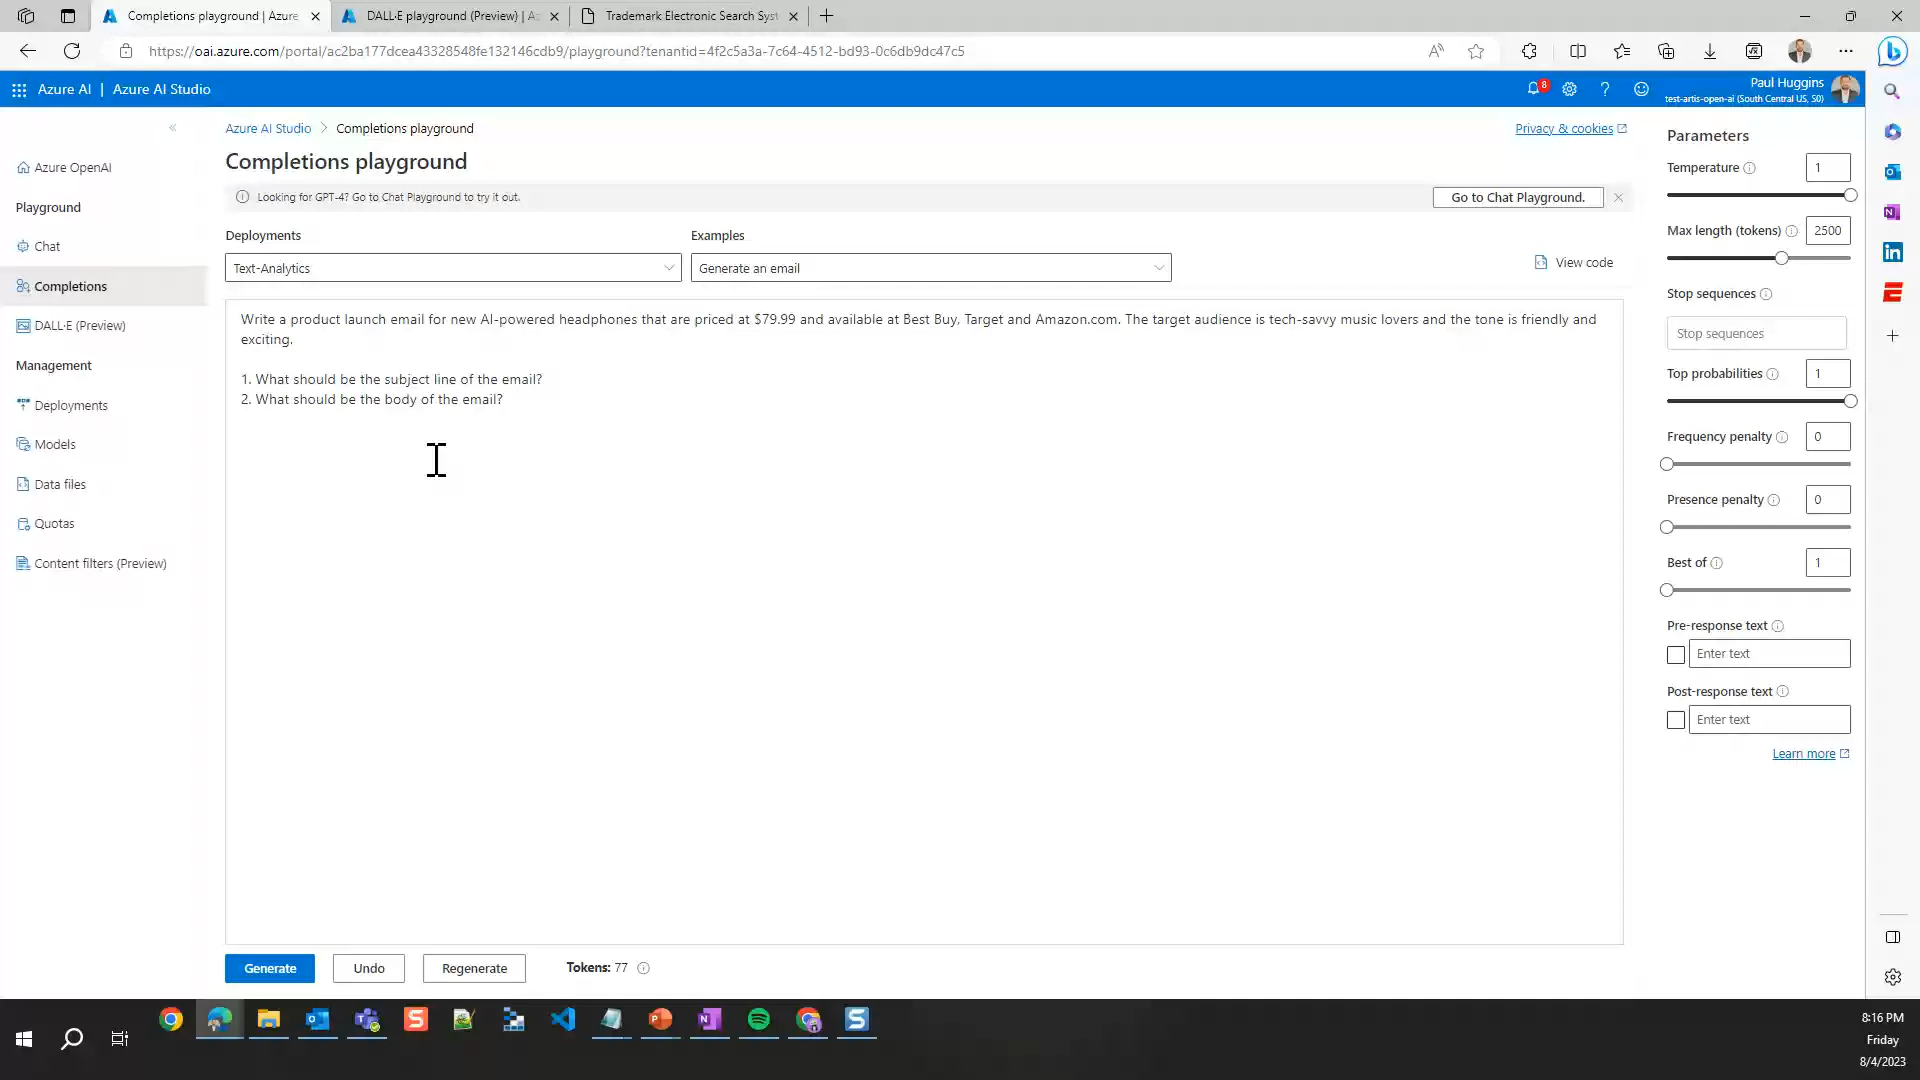 Completions playground | Azure
DALL·E playground (Preview) | Az
Trademark Electronic Search Syst
https://oai.azure.com/portal/ac2ba177dcea43328548fe132146cdb9/playground?tenantid=4f2c5a3a-7c64-4512-bd93-0c6db9dc47c5
Azure AI | Azure AI Studio
8
Paul Huggins
test-artis-open-ai (South Central US, S0)
Azure OpenAI
Playground
Chat
Completions
DALL·E (Preview)
Management
Deployments
Models
Data files
Quotas
Content filters (Preview)
Azure AI Studio > Completions playground
Privacy & cookies
Completions playground
Looking for GPT-4? Go to Chat Playground to try it out.
Go to Chat Playground.
Deployments
Examples
Text-Analytics
Generate an email
View code
Write a product launch email for new AI-powered headphones that are priced at $79.99 and available at Best Buy, Target and Amazon.com. The target audience is tech-savvy music lovers and the tone is friendly and
exciting.
1. What should be the subject line of the email?
2. What should be the body of the email?
Generate
Undo
Regenerate
Tokens: 77
Parameters
Temperature
1
Max length (tokens)
2500
Stop sequences
Stop sequences
Top probabilities
1
Frequency penalty
0
Presence penalty
0
Best of
1
Pre-response text
Enter text
Post-response text
Enter text
Learn more
8:16 PM
Friday
8/4/2023